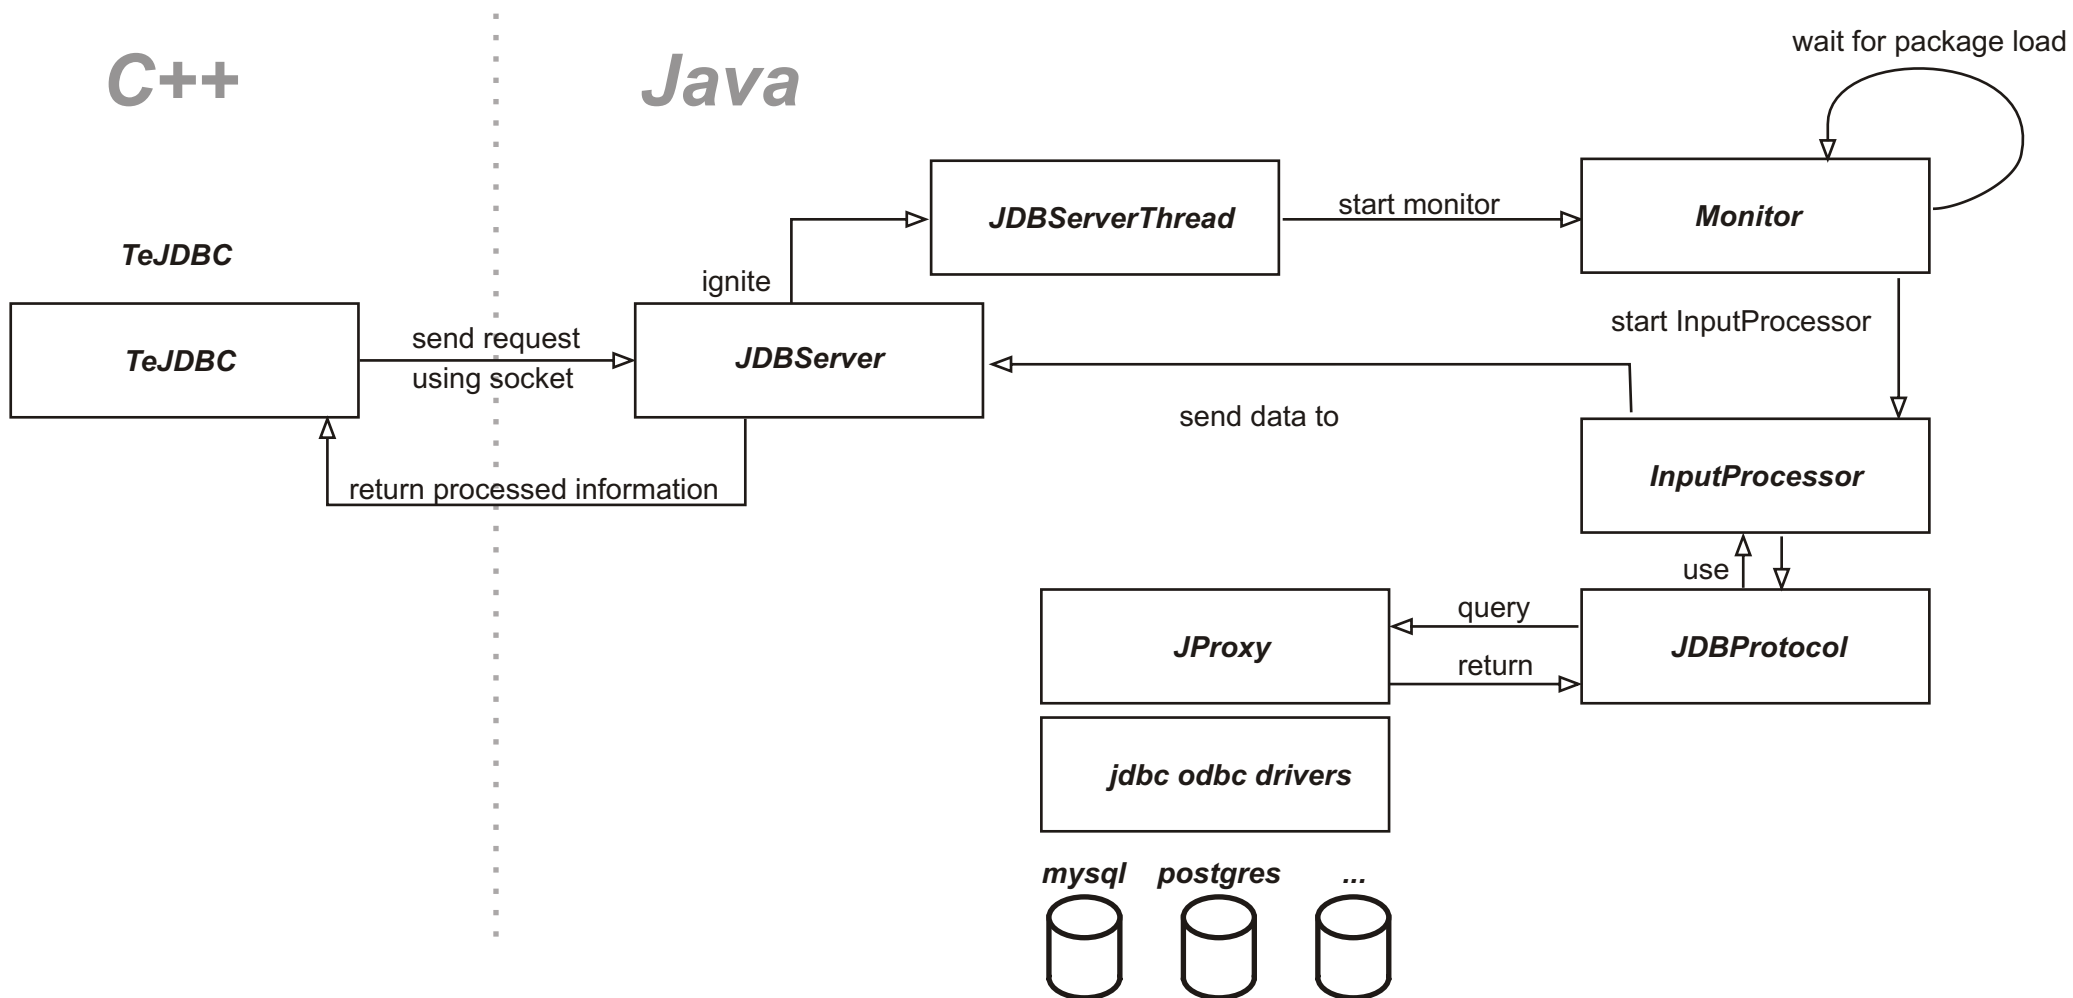 C++
Java
wait for package load
JDBServerThread
start monitor
Monitor
TeJDBC
ignite
start InputProcessor
TeJDBC
send request
using socket
JDBServer
send data to
return processed information
InputProcessor
use
JProxy
query
return
JDBProtocol
jdbc odbc drivers
mysql postgres ...